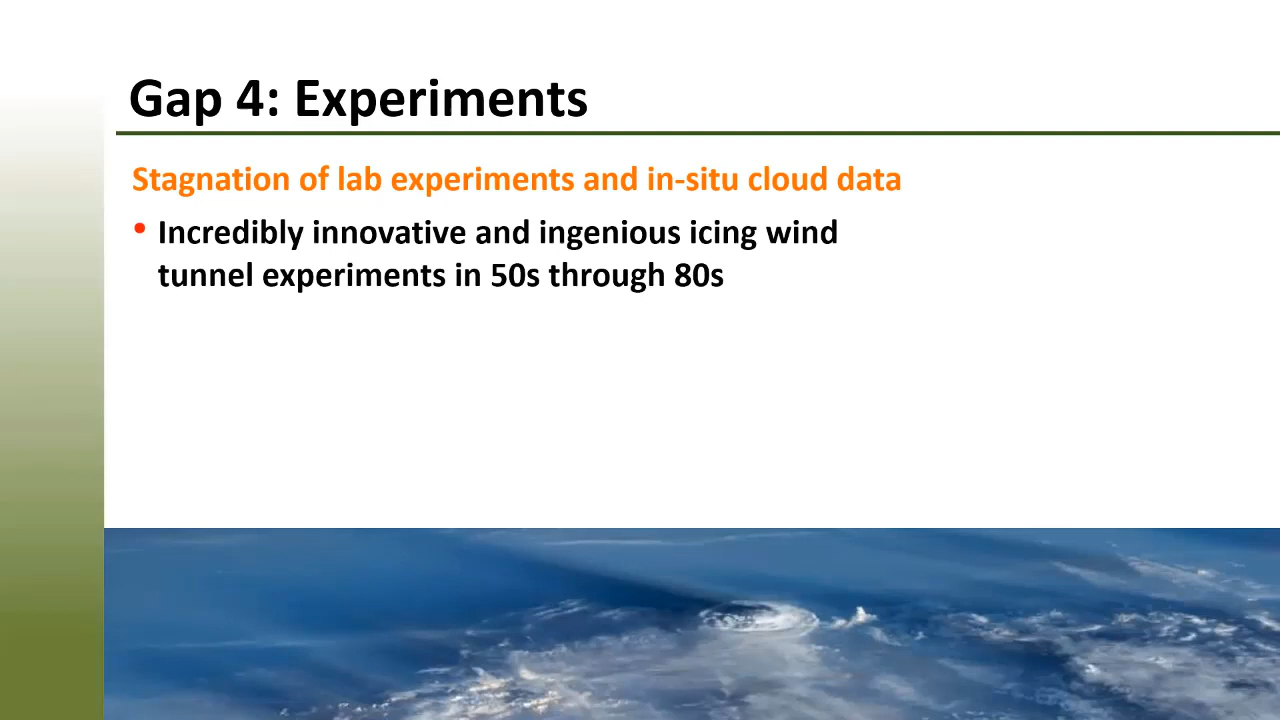 Gap 4: Experiments
Stagnation of lab experiments and in-situ cloud data
• Incredibly innovative and ingenious icing wind
tunnel experiments in 50s through 80s